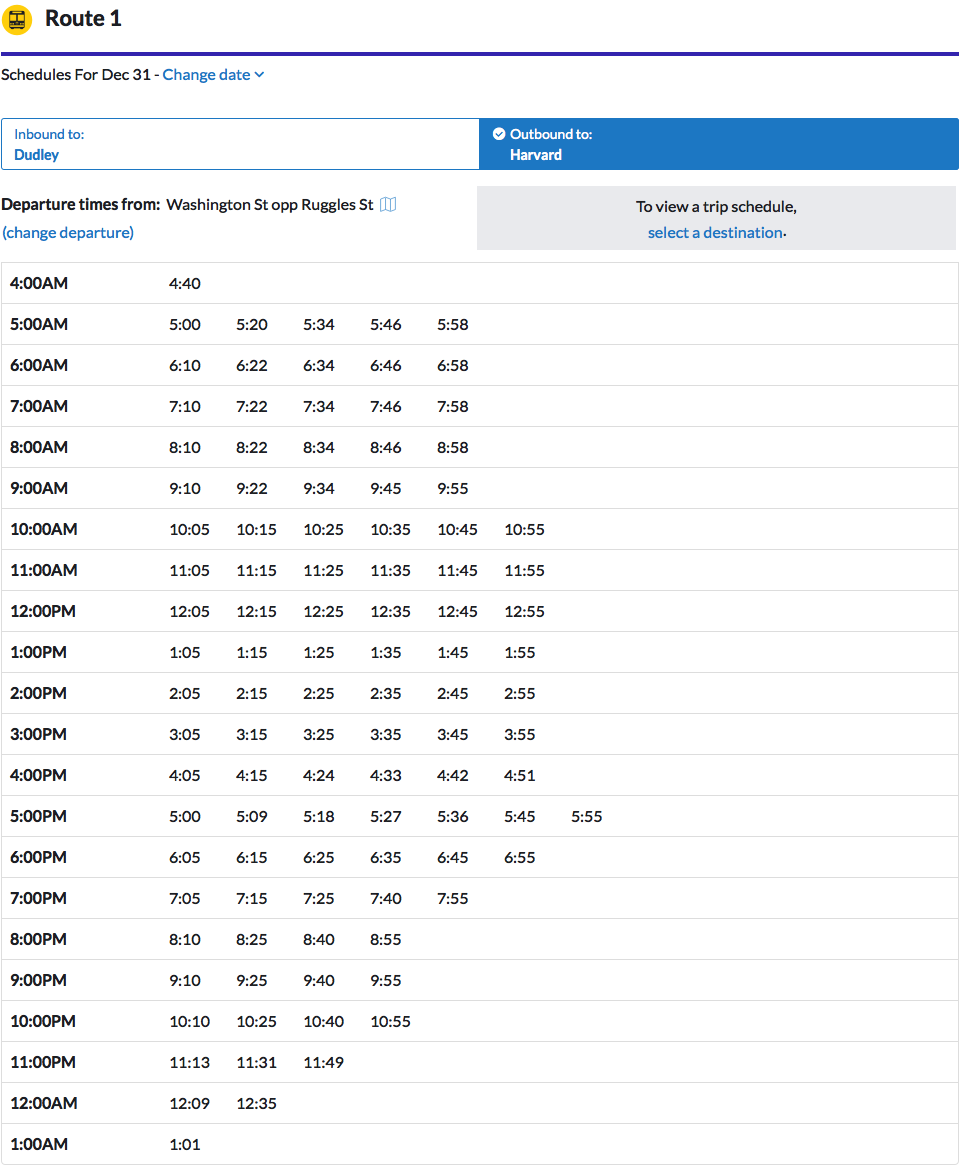 Route 1
Schedules For Dec 31 - Change date
Inbound to:
Dudley
Outbound to:
Harvard
Departure times from: Washington St opp Ruggles St
(change departure)
To view a trip schedule,
select a destination.
4:00AM 4:40
5:00AM 5:00 5:20 5:34 5:46 5:58
6:00AM 6:10 6:22 6:34 6:46 6:58
7:00AM 7:10 7:22 7:34 7:46 7:58
8:00AM 8:10 8:22 8:34 8:46 8:58
9:00AM 9:10 9:22 9:34 9:45 9:55
10:00AM 10:05 10:15 10:25 10:35 10:45 10:55
11:00AM 11:05 11:15 11:25 11:35 11:45 11:55
12:00PM 12:05 12:15 12:25 12:35 12:45 12:55
1:00PM 1:05 1:15 1:25 1:35 1:45 1:55
2:00PM 2:05 2:15 2:25 2:35 2:45 2:55
3:00PM 3:05 3:15 3:25 3:35 3:45 3:55
4:00PM 4:05 4:15 4:24 4:33 4:42 4:51
5:00PM 5:00 5:09 5:18 5:27 5:36 5:45 5:55
6:00PM 6:05 6:15 6:25 6:35 6:45 6:55
7:00PM 7:05 7:15 7:25 7:40 7:55
8:00PM 8:10 8:25 8:40 8:55
9:00PM 9:10 9:25 9:40 9:55
10:00PM 10:10 10:25 10:40 10:55
11:00PM 11:13 11:31 11:49
12:00AM 12:09 12:35
1:00AM 1:01